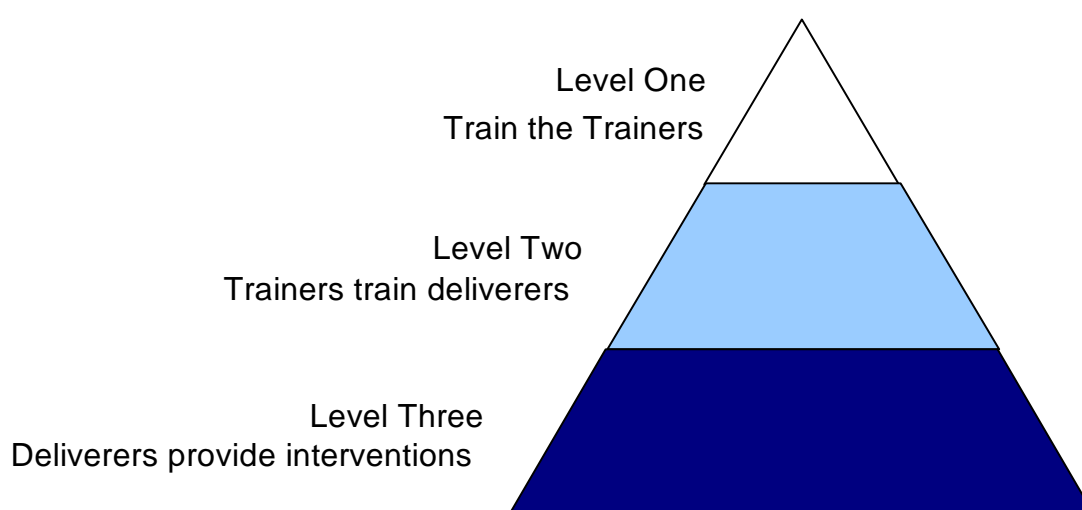 Level One
Train the Trainers
Level Two
Trainers train deliverers
Level Three
Deliverers provide interventions